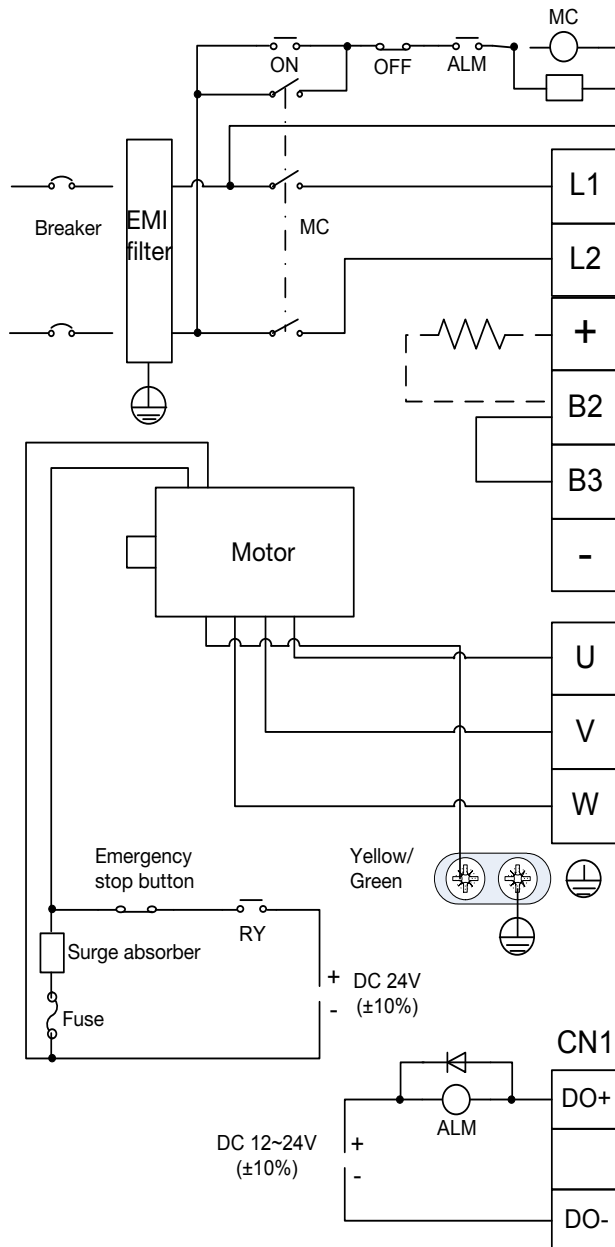 MC
ON
OFF
ALM
L1
Breaker
EMI
filter
MC
L2
+
B2
B3
-
Motor
U
V
W
Emergency
stop button
Yellow/
Green
RY
Surge absorber
+
DC 24V
(±10%)
-
Fuse
CN1
DO+
ALM
DC 12~24V
(±10%)
+
-
DO-